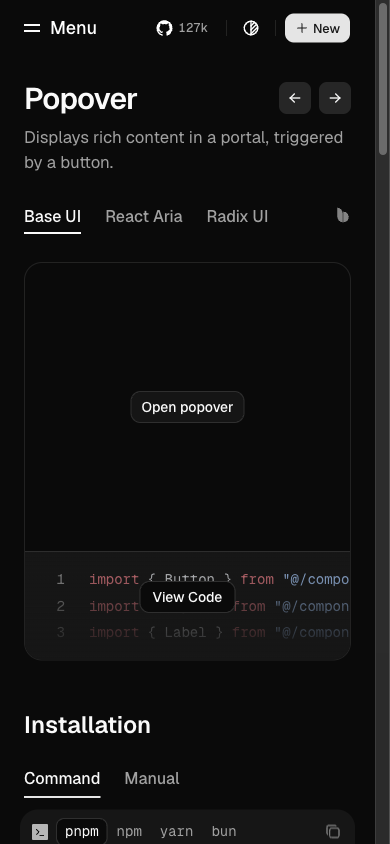 Menu
127k
+ New
Popover
Displays rich content in a portal, triggered
by a button.
Base UI React Aria Radix UI
Open popover
1 import { Button } from "@/compo
View Code
2 import from "@/compon
3 import { Label } from "@/compon
Installation
Command Manual
pnpm npm yarn bun